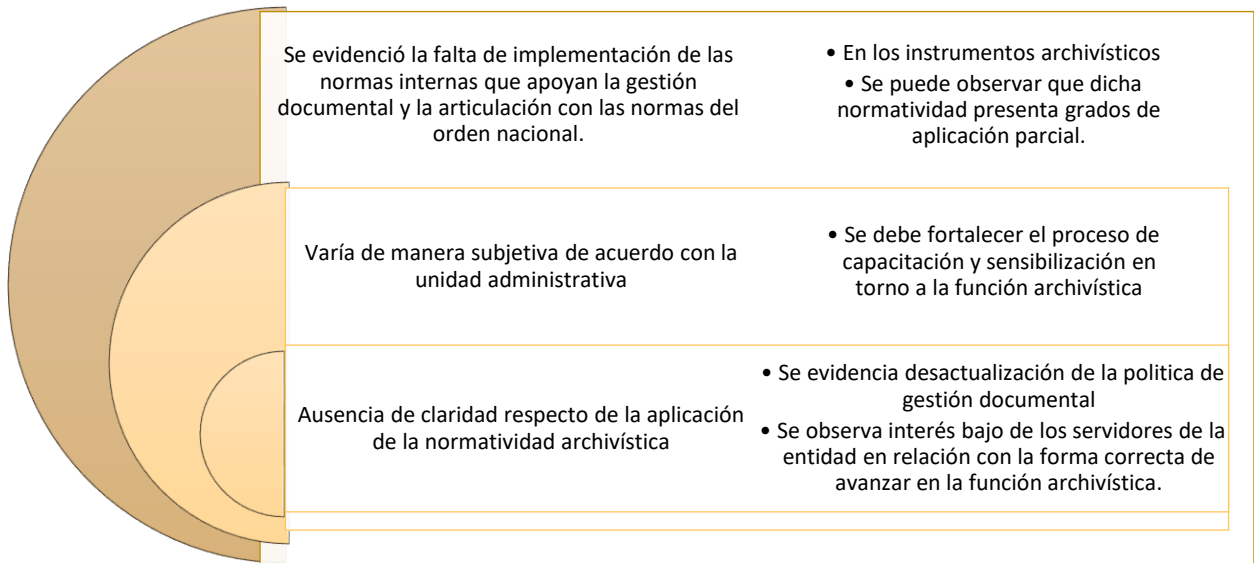 Se evidenció la falta de implementación de las
normas internas que apoyan la gestión
documental y la articulación con las normas del
orden nacional.
• En los instrumentos archivísticos
• Se puede observar que dicha
normatividad presenta grados de
aplicación parcial.
Varía de manera subjetiva de acuerdo con la
unidad administrativa
• Se debe fortalecer el proceso de
capacitación y sensibilización en
torno a la función archivística
Ausencia de claridad respecto de la aplicación
de la normatividad archivística
• Se evidencia desactualización de la politica de
gestión documental
• Se observa interés bajo de los servidores de la
entidad en relación con la forma correcta de
avanzar en la función archivística.